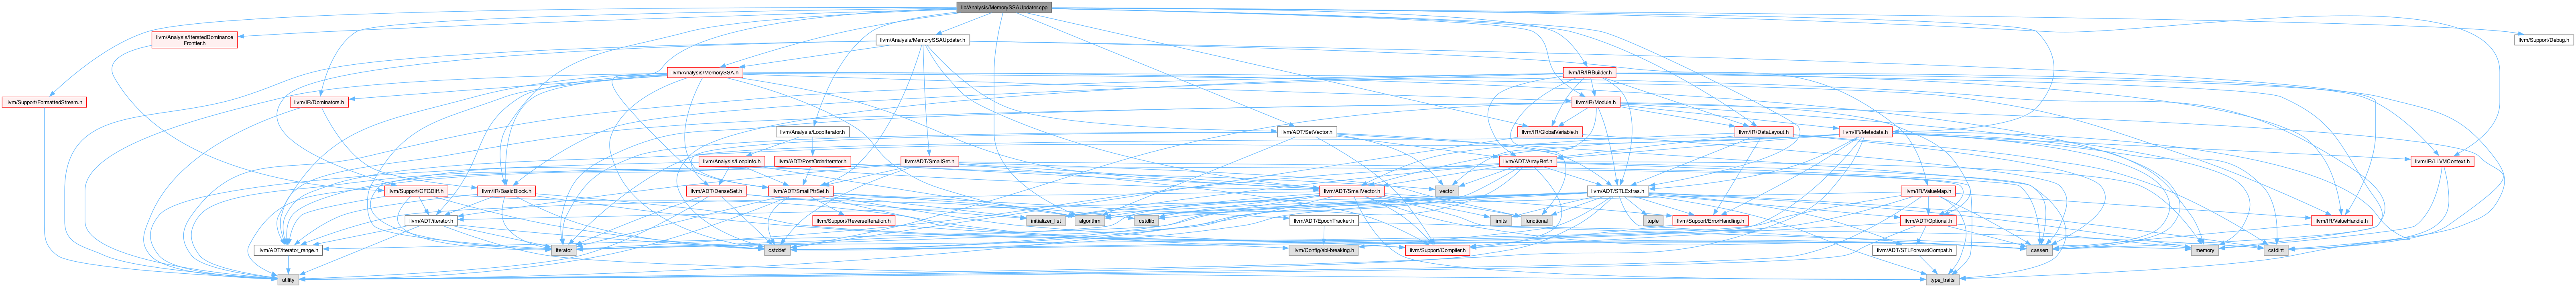 lib/Analysis/MemorySSAUpdater.cpp
llvm/Analysis/IteratedDominance
Frontier.h
llvm/Analysis/MemorySSAUpdater.h
llvm/Support/Debug.h
llvm/Analysis/MemorySSA.h
llvm/IR/IRBuilder.h
llvm/Support/FormattedStream.h
llvm/IR/Dominators.h
llvm/IR/Module.h
llvm/Analysis/LoopIterator.h
llvm/ADT/SetVector.h
llvm/IR/GlobalVariable.h
llvm/IR/DataLayout.h
llvm/IR/Metadata.h
llvm/Analysis/LoopInfo.h
llvm/ADT/PostOrderIterator.h
llvm/ADT/SmallSet.h
llvm/ADT/ArrayRef.h
llvm/IR/LLVMContext.h
llvm/Support/CFGDiff.h
llvm/IR/BasicBlock.h
llvm/ADT/DenseSet.h
llvm/ADT/SmallPtrSet.h
llvm/ADT/SmallVector.h
vector
llvm/ADT/STLExtras.h
llvm/IR/ValueMap.h
llvm/ADT/iterator.h
llvm/Support/ReverseIteration.h
initializer_list
algorithm
cstdlib
llvm/ADT/EpochTracker.h
limits
functional
tuple
llvm/Support/ErrorHandling.h
llvm/ADT/Optional.h
llvm/IR/ValueHandle.h
llvm/ADT/iterator_range.h
iterator
cstddef
llvm/Config/abi-breaking.h
llvm/Support/Compiler.h
llvm/ADT/STLForwardCompat.h
cassert
memory
cstdint
utility
type_traits